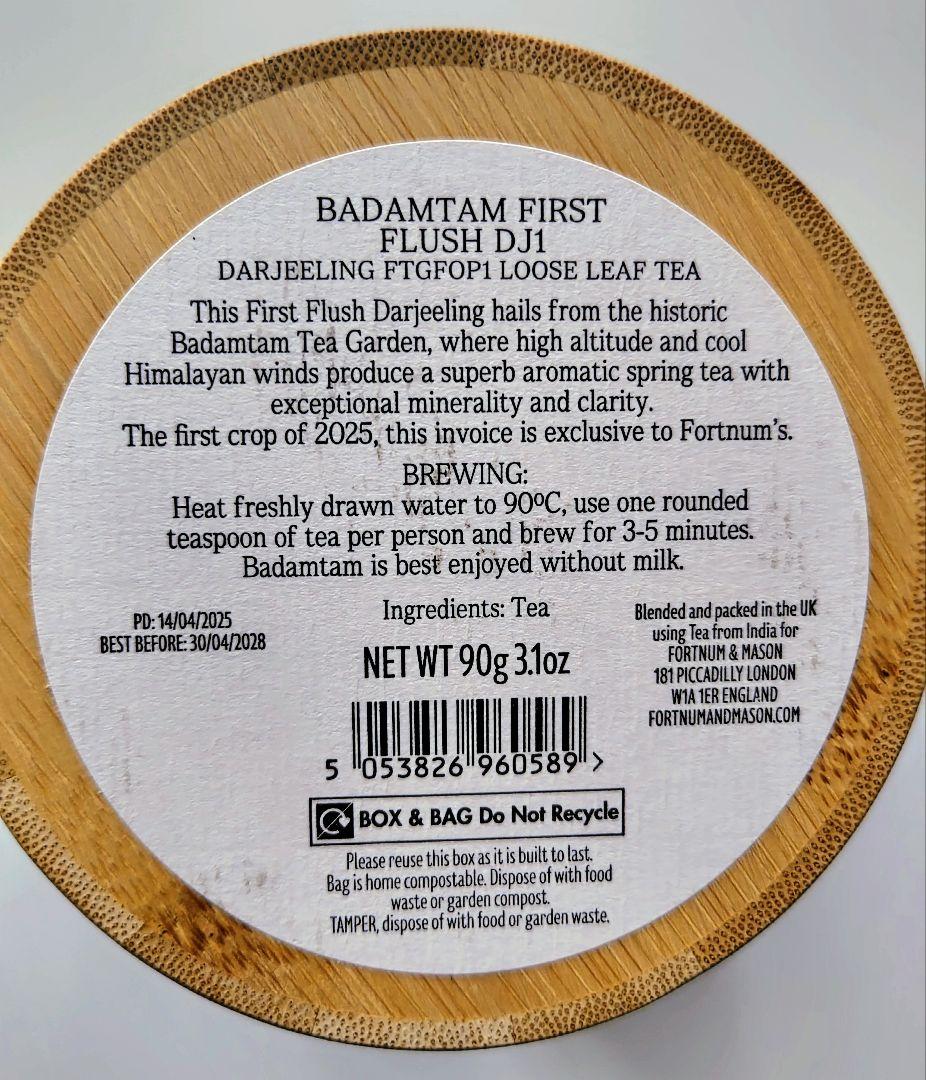 BADAMTAM FIRST
FLUSH DJ1
DARJEELING FTGFOP1 LOOSE LEAF TEA
This First Flush Darjeeling hails from the historic
Badamtam Tea Garden, where high altitude and cool
Himalayan winds produce a superb aromatic spring tea with
exceptional minerality and clarity.
The first crop of 2025, this invoice is exclusive to Fortnum's.
BREWING:
Heat freshly drawn water to 90ºC, use one rounded
teaspoon of tea per person and brew for 3-5 minutes.
Badamtam is best enjoyed without milk.
Ingredients: Tea
PD: 14/04/2025
BEST BEFORE: 30/04/2028
NET WT 90g 3.1oz
Blended and packed in the UK
using Tea from India for
FORTNUM & MASON
181 PICCADILLY LONDON
W1A 1ER ENGLAND
FORTNUMANDMASON.COM
5 053826 960589 >
BOX & BAG Do Not Recycle
Please reuse this box as it is built to last.
Bag is home compostable. Dispose of with food
waste or garden compost.
TAMPER, dispose of with food or garden waste.